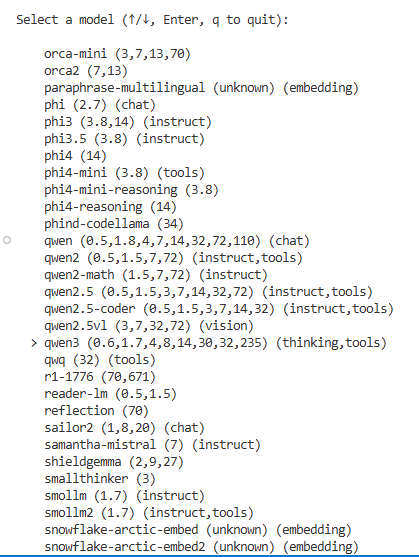 Select a model (↑/↓, Enter, q to quit):
orca-mini (3,7,13,70)
orca2 (7,13)
paraphrase-multilingual (unknown) (embedding)
phi (2.7) (chat)
phi3 (3.8,14) (instruct)
phi3.5 (3.8) (instruct)
phi4 (14)
phi4-mini (3.8) (tools)
phi4-mini-reasoning (3.8)
phi4-reasoning (14)
phind-codellama (34)
qwen (0.5,1.8,4,7,14,32,72,110) (chat)
qwen2 (0.5,1.5,7,72) (instruct,tools)
qwen2-math (1.5,7,72) (instruct)
qwen2.5 (0.5,1.5,3,7,14,32,72) (instruct,tools)
qwen2.5-coder (0.5,1.5,3,7,14,32) (instruct,tools)
qwen2.5vl (3,7,32,72) (vision)
> qwen3 (0.6,1.7,4,8,14,30,32,235) (thinking,tools)
qwq (32) (tools)
r1-1776 (70,671)
reader-lm (0.5,1.5)
reflection (70)
sailor2 (1,8,20) (chat)
samantha-mistral (7) (instruct)
shieldgemma (2,9,27)
smallthinker (3)
smollm (1.7) (instruct)
smollm2 (1.7) (instruct,tools)
snowflake-arctic-embed (unknown) (embedding)
snowflake-arctic-embed2 (unknown) (embedding)